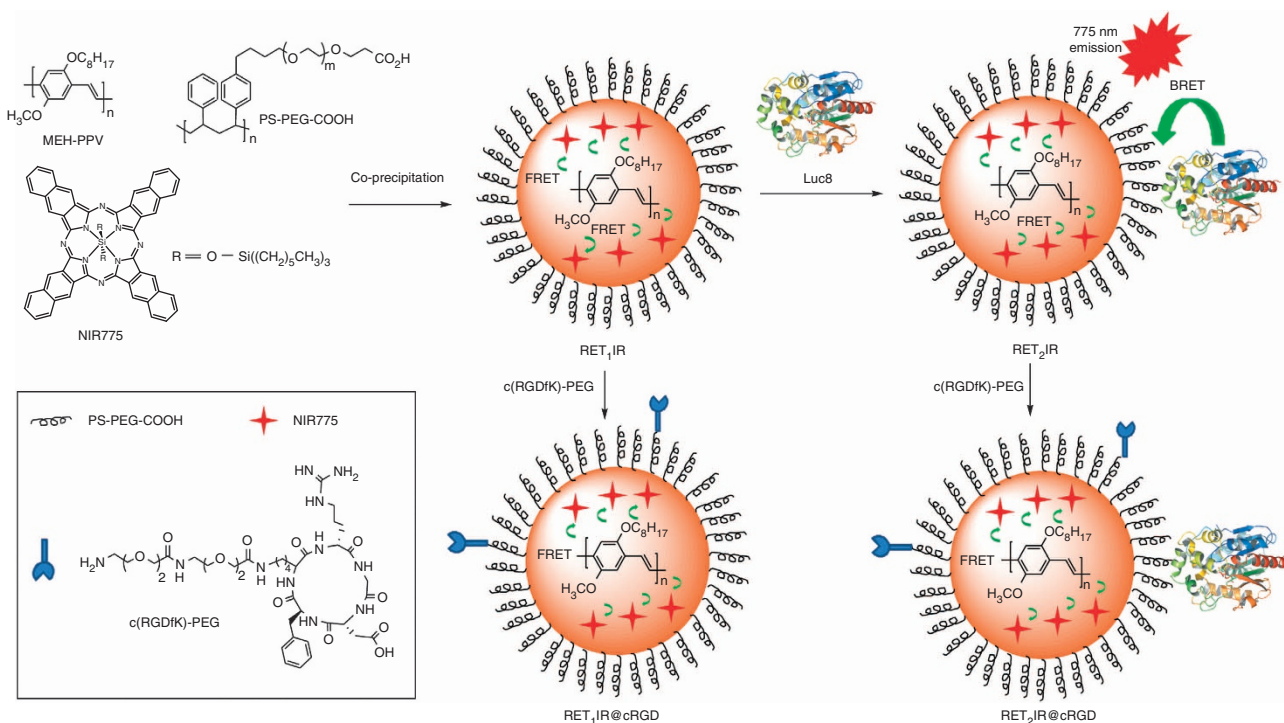 OC8H17
H3CO
n
MEH-PPV
O
m
O
CO2H
n
PS-PEG-COOH
N
N
N
N
N
N
N
N
R
Si
R
R = O – Si((CH2)5CH3)3
NIR775
Co-precipitation
FRET
OC8H17
n
H3CO
FRET
RET1IR
Luc8
775 nm
emission
BRET
FRET
OC8H17
n
H3CO
FRET
RET2IR
c(RGDfK)-PEG
c(RGDfK)-PEG
PS-PEG-COOH
NIR775
NH
NH2
HN
H2N
O
2
O
N
H
O
2
O
N
H
4
O
HN
O
NH
O
NH
O
HN
O
NH
O
O
OH
c(RGDfK)-PEG
FRET
OC8H17
n
H3CO
RET1IR@cRGD
FRET
OC8H17
n
H3CO
RET2IR@cRGD